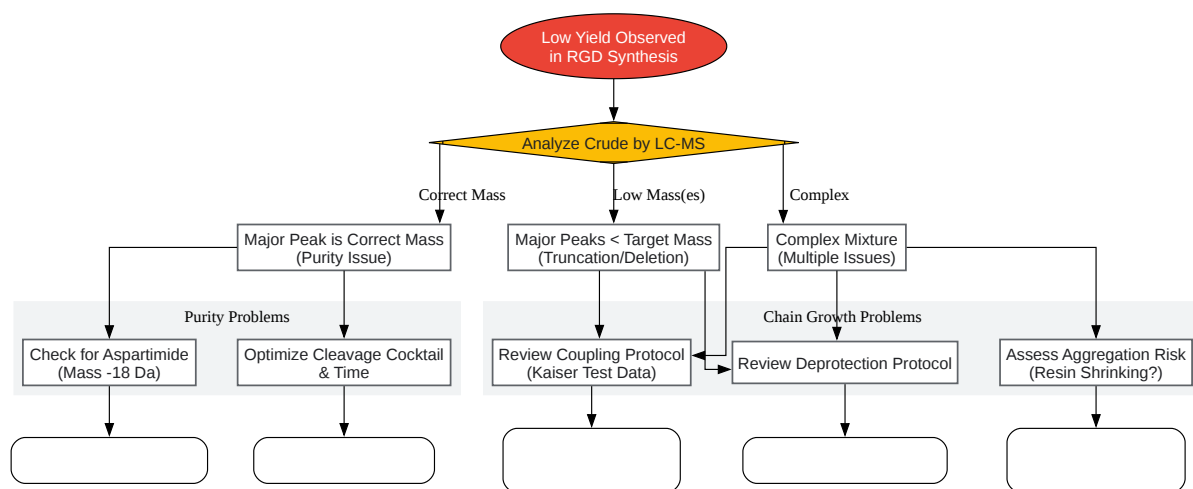 Low Yield Observed
in RGD Synthesis
Analyze Crude by LC-MS
Correct Mass
Low Mass(es)
Complex
Major Peak is Correct Mass
(Purity Issue)
Major Peaks < Target Mass
(Truncation/Deletion)
Complex Mixture
(Multiple Issues)
Purity Problems
Chain Growth Problems
Check for Aspartimide
(Mass -18 Da)
Optimize Cleavage Cocktail
& Time
Review Coupling Protocol
(Kaiser Test Data)
Review Deprotection Protocol
Assess Aggregation Risk
(Resin Shrinking?)